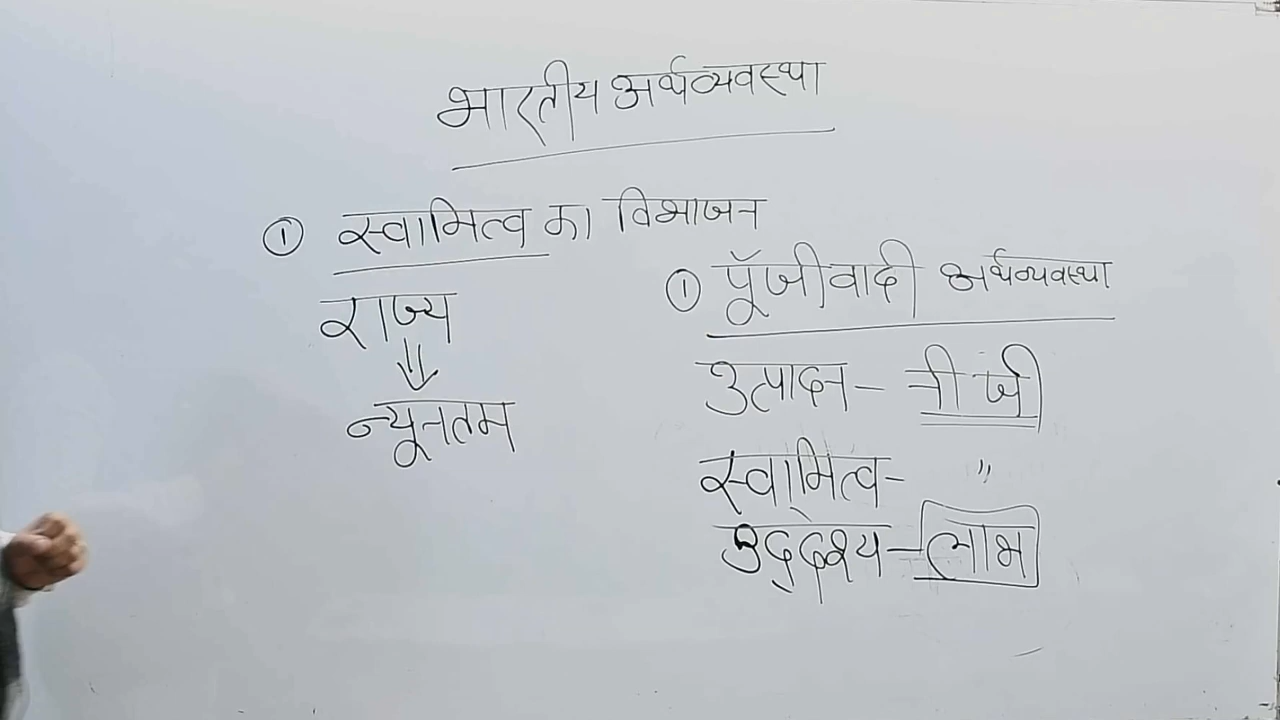 भारतीय अर्थव्यवस्था
① स्वामित्व का विभाजन
राज्य
⇓
न्यूनतम
① पूँजीवादी अर्थव्यवस्था
उत्पादन - नीजी
स्वामित्व - "
उद्देश्य - लाभ